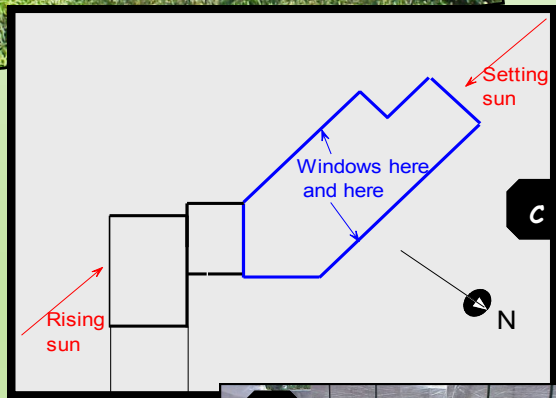 Setting
sun
Windows here
and here
c
Rising
sun
N